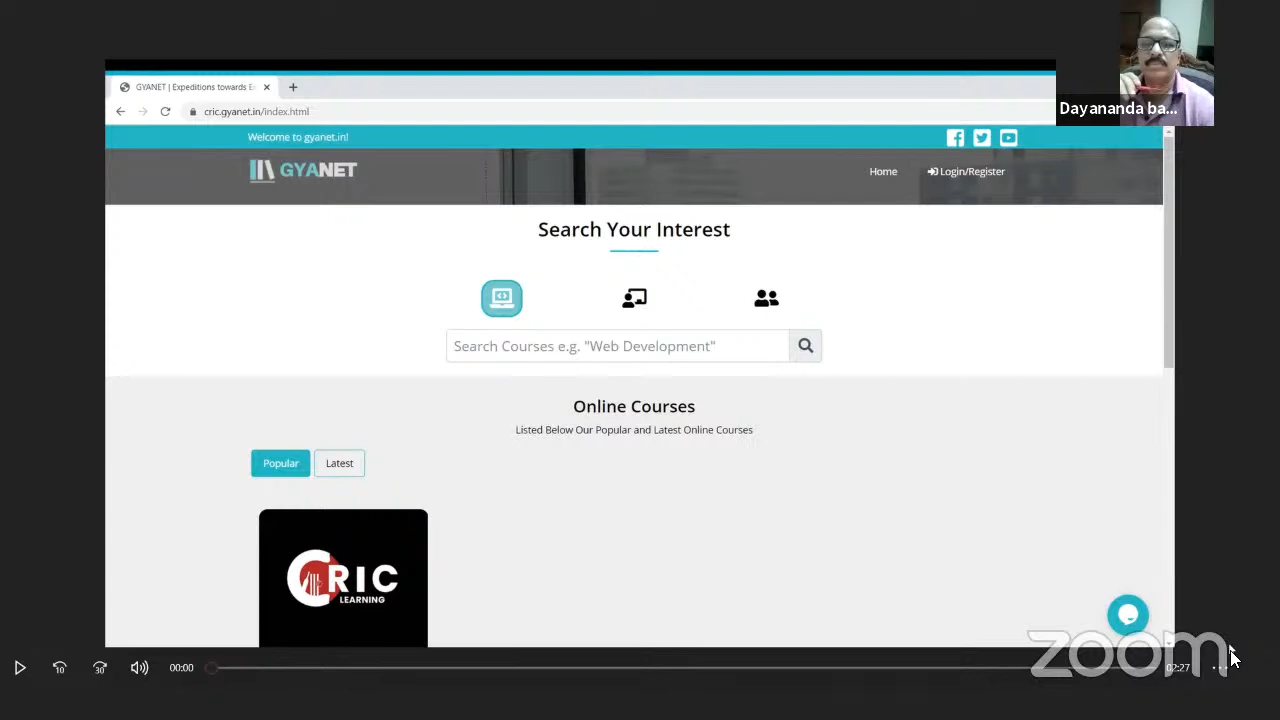 GYANET | Expeditions towards E
cric.gyanet.in/index.html
Dayananda ba...
Welcome to gyanet.in!
GYANET
Home
Login/Register
Search Your Interest
Search Courses e.g. "Web Development"
Online Courses
Listed Below Our Popular and Latest Online Courses
Popular
Latest
CRIC
LEARNING
zoom
10
30
00:00
02:27